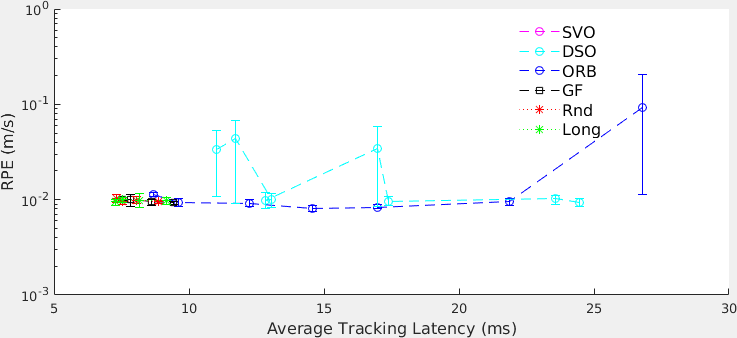 10^0
10^-1
10^-2
10^-3
RPE (m/s)
SVO
DSO
ORB
GF
Rnd
Long
5 10 15 20 25 30
Average Tracking Latency (ms)